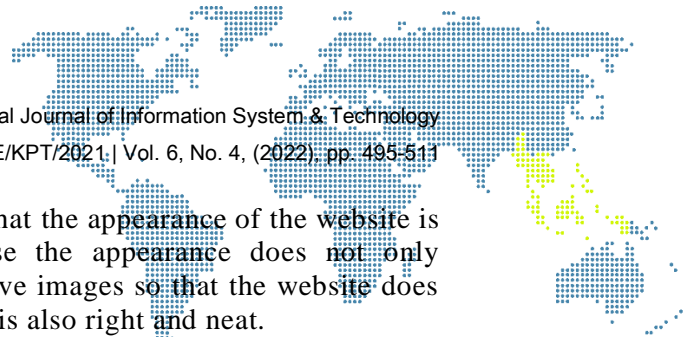 al Journal of Information System & Technology
E/KPT/2021 | Vol. 6, No. 4, (2022), pp. 495-511
hat the appearance of the website is
se the appearance does not only
ve images so that the website does
is also right and neat.